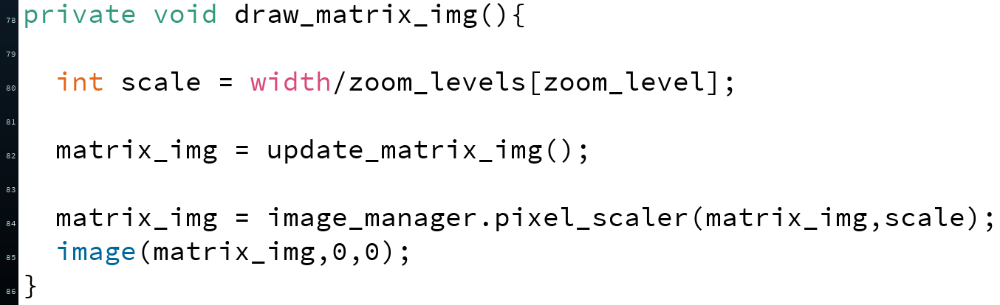 78 private void draw_matrix_img(){
79
80   int scale = width/zoom_levels[zoom_level];
81
82   matrix_img = update_matrix_img();
83
84   matrix_img = image_manager.pixel_scaler(matrix_img,scale);
85   image(matrix_img,0,0);
86 }